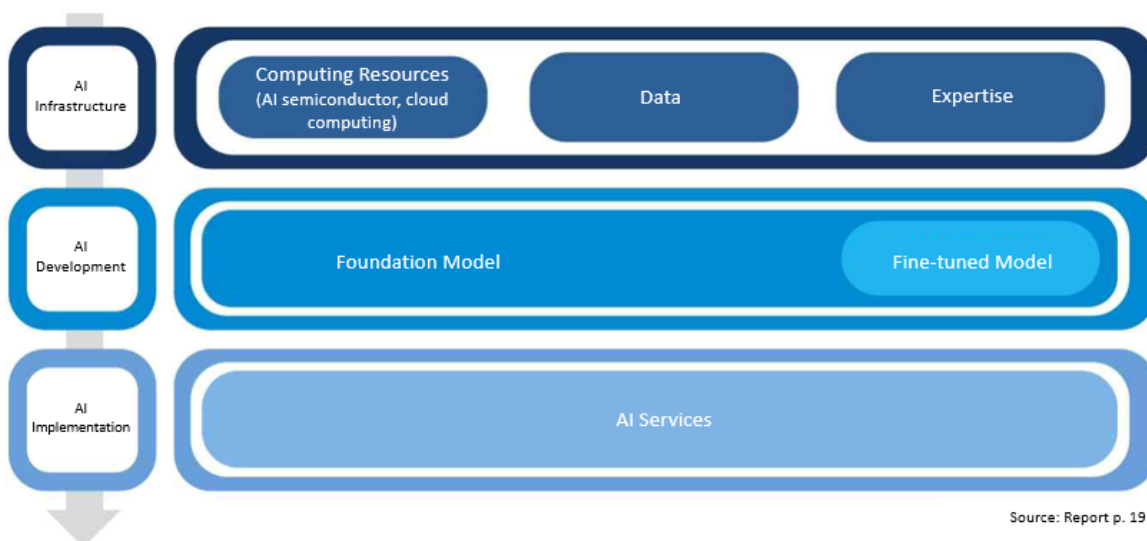 AI
Infrastructure
Computing Resources
(AI semiconductor, cloud
computing)
Data
Expertise
AI
Development
Foundation Model
Fine-tuned Model
AI
Implementation
AI Services
Source: Report p. 19